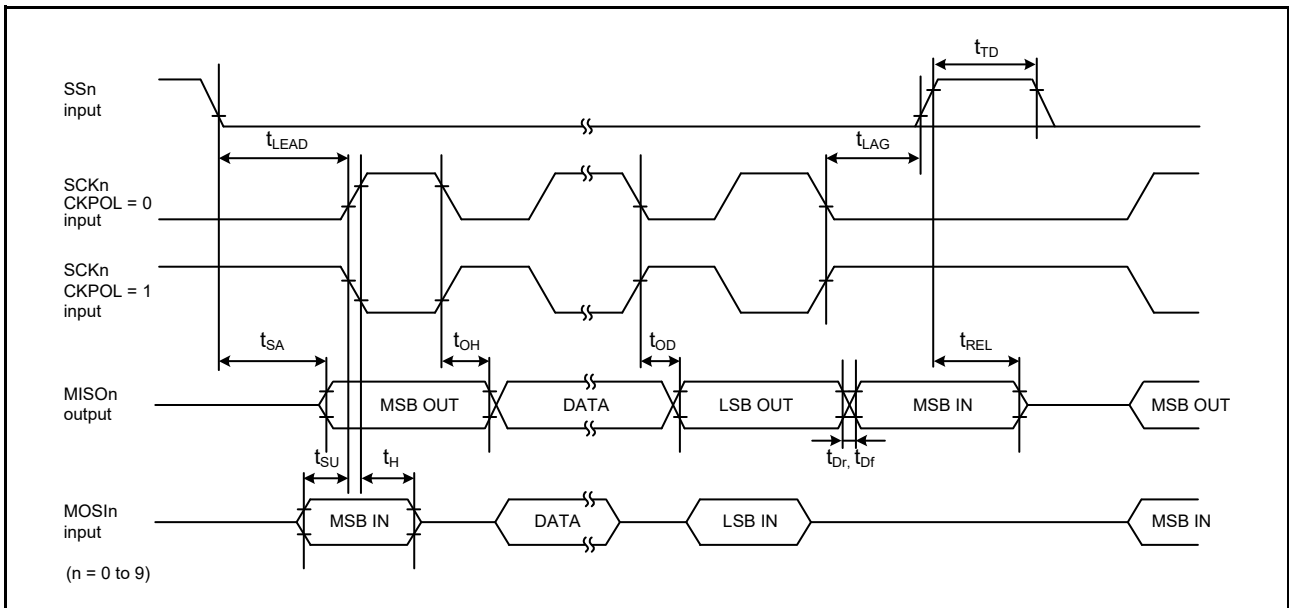 SSn
input
tTD
tLEAD
tLAG
SCKn
CKPOL = 0
input
SCKn
CKPOL = 1
input
tSA
tOH
tOD
tREL
MISOn
output
MSB OUT
DATA
LSB OUT
MSB IN
MSB OUT
tSU
tH
tDr, tDf
MOSIn
input
MSB IN
DATA
LSB IN
MSB IN
(n = 0 to 9)